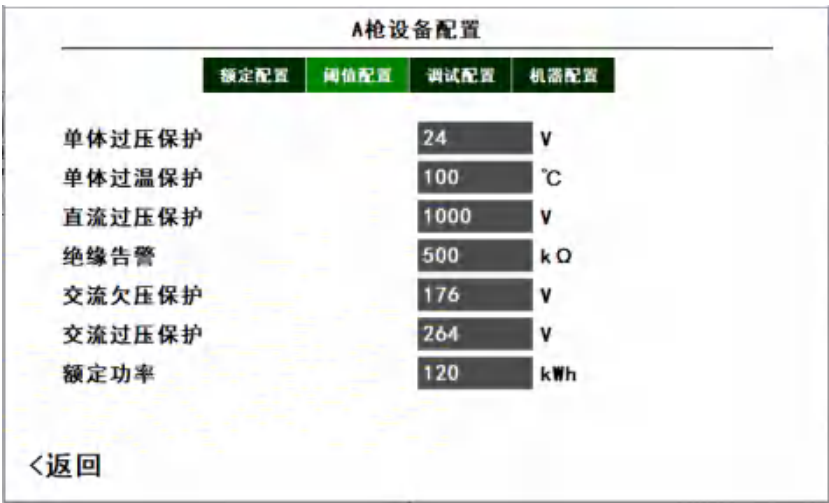 A枪设备配置
额定配置 阈值配置 调试配置 机器配置
单体过压保护 24 V
单体过温保护 100 ℃
直流过压保护 1000 V
绝缘告警 500 kΩ
交流欠压保护 176 V
交流过压保护 264 V
额定功率 120 kWh
<返回